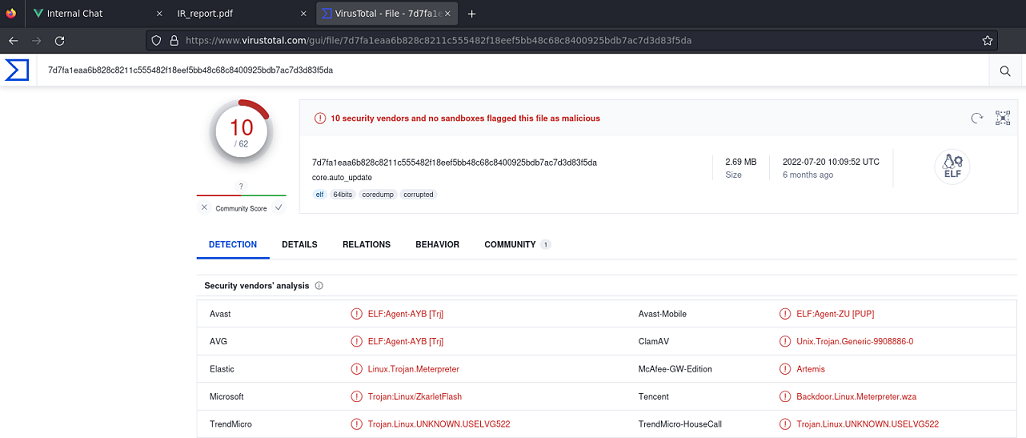 Internal Chat
IR_report.pdf
VirusTotal - File - 7d7fa1e
https://www.virustotal.com/gui/file/7d7fa1eaa6b828c8211c555482f18eef5bb48c68c8400925bdb7ac7d3d83f5da
7d7fa1eaa6b828c8211c555482f18eef5bb48c68c8400925bdb7ac7d3d83f5da
10
/ 62
?
Community Score
10 security vendors and no sandboxes flagged this file as malicious
7d7fa1eaa6b828c8211c555482f18eef5bb48c68c8400925bdb7ac7d3d83f5da
core.auto_update
elf 64bits coredump corrupted
2.69 MB
Size
2022-07-20 10:09:52 UTC
6 months ago
ELF
DETECTION DETAILS RELATIONS BEHAVIOR COMMUNITY 1
Security vendors' analysis
Avast ELF:Agent-AYB [Trj] Avast-Mobile ELF:Agent-ZU [PUP]
AVG ELF:Agent-AYB [Trj] ClamAV Unix.Trojan.Generic-9908886-0
Elastic Linux.Trojan.Meterpreter McAfee-GW-Edition Artemis
Microsoft Trojan:Linux/ZkarletFlash Tencent Backdoor.Linux.Meterpreter.wza
TrendMicro Trojan.Linux.UNKNOWN.USELVG522 TrendMicro-HouseCall Trojan.Linux.UNKNOWN.USELVG522